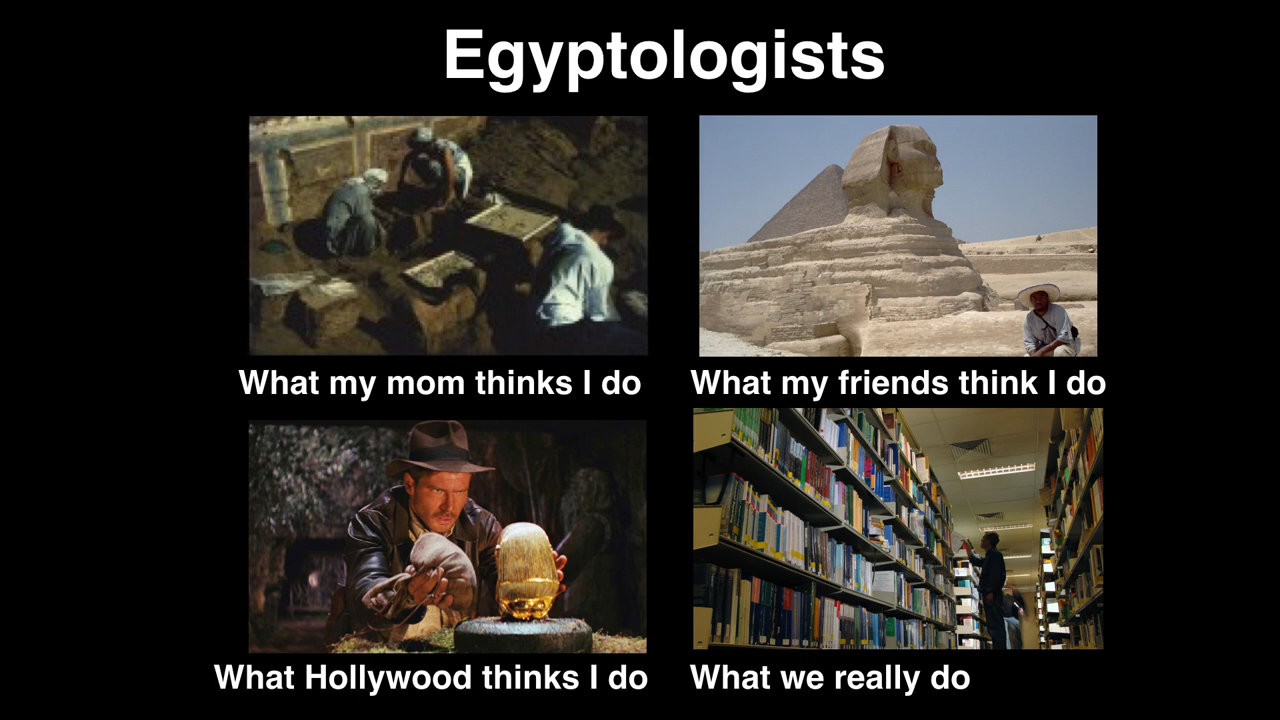 Egyptologists
What my mom thinks I do
What my friends think I do
What Hollywood thinks I do
What we really do